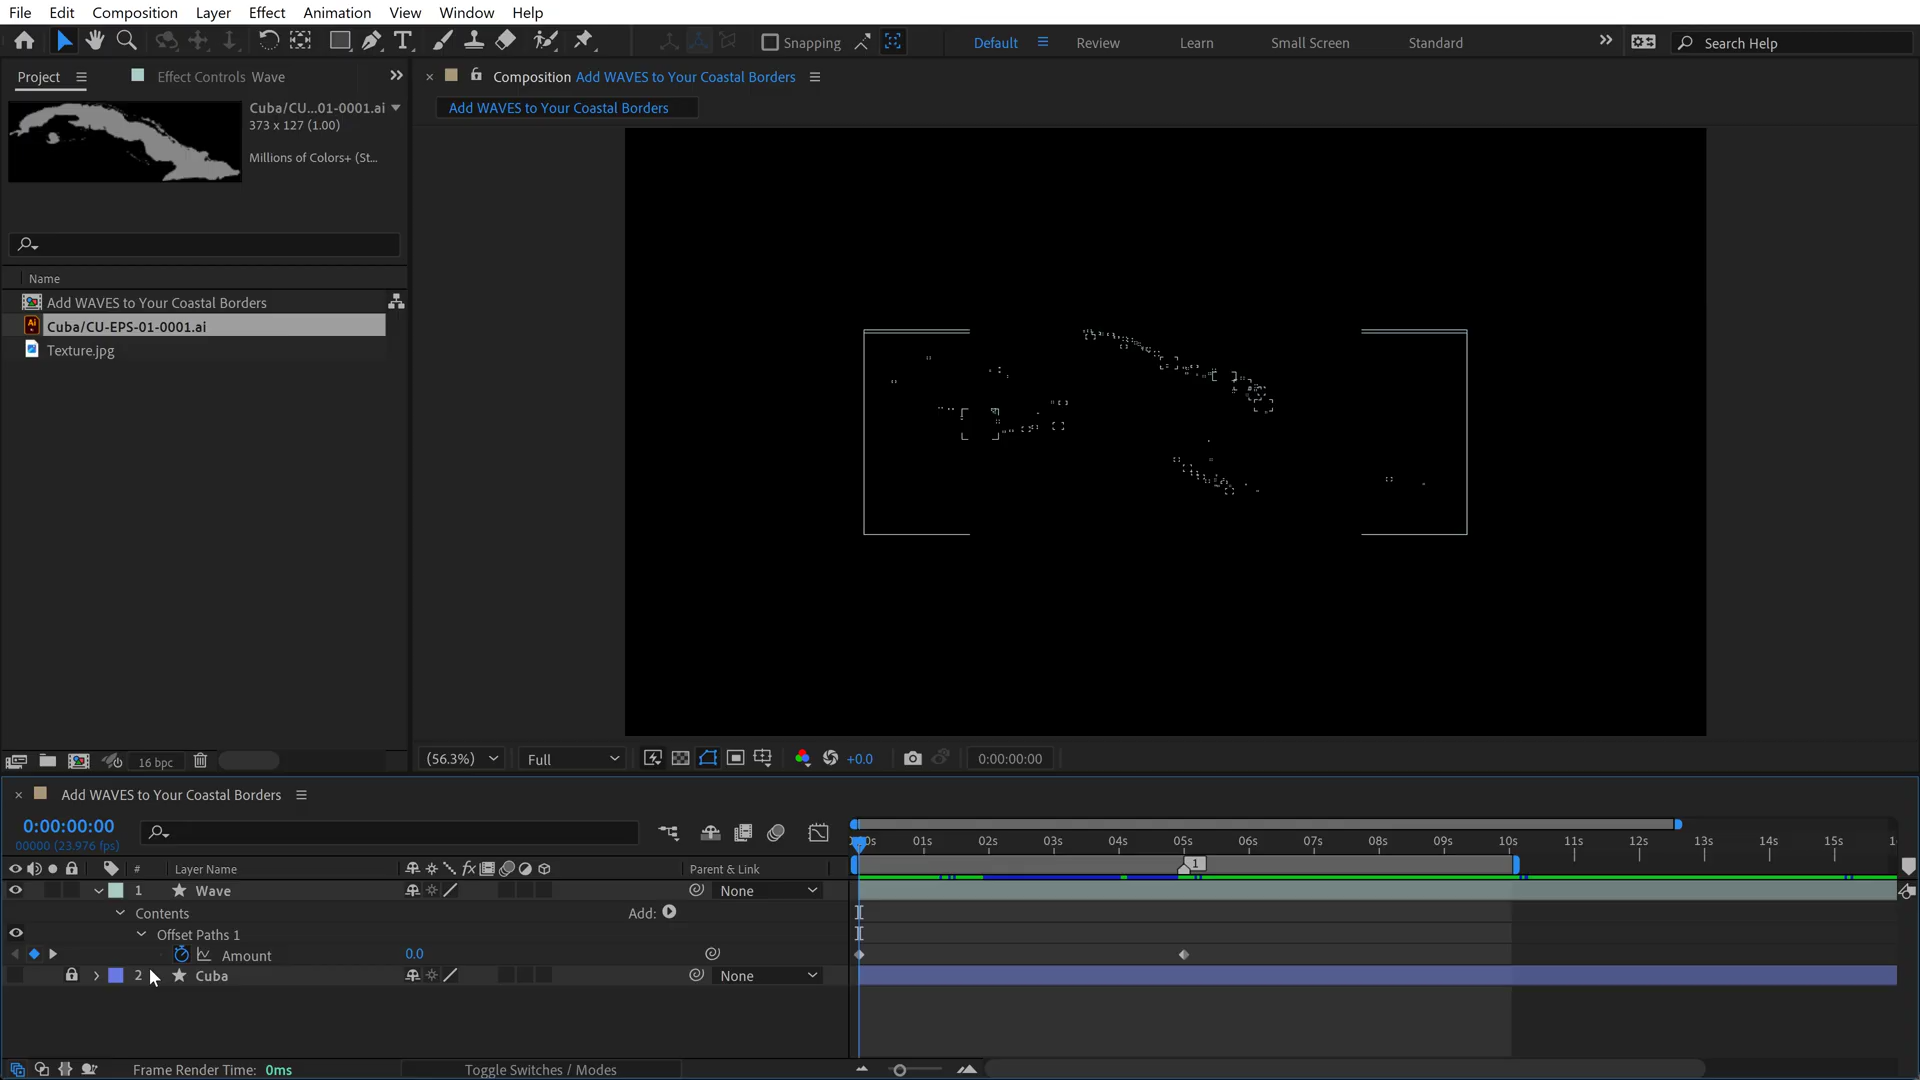 File Edit Composition Layer Effect Animation View Window Help
Snapping
Default Review Learn Small Screen Standard
Search Help
Project
Effect Controls Wave
Composition Add WAVES to Your Coastal Borders
Cuba/CU...01-0001.ai
373 x 127 (1.00)
Millions of Colors+ (St...
Add WAVES to Your Coastal Borders
Name
Add WAVES to Your Coastal Borders
Cuba/CU-EPS-01-0001.ai
Ai
Texture.jpg
16 bpc
(56.3%)
Full
+0.0
0:00:00:00
Add WAVES to Your Coastal Borders
0:00:00:00
00000 (23.976 fps)
01s 02s 03s 04s 05s 06s 07s 08s 09s 10s 11s 12s 13s 14s 15s
1
# Layer Name
fx
Parent & Link
1 Wave None
Contents Add:
Offset Paths 1
Amount 0.0
2 Cuba None
Frame Render Time: 0ms
Toggle Switches / Modes